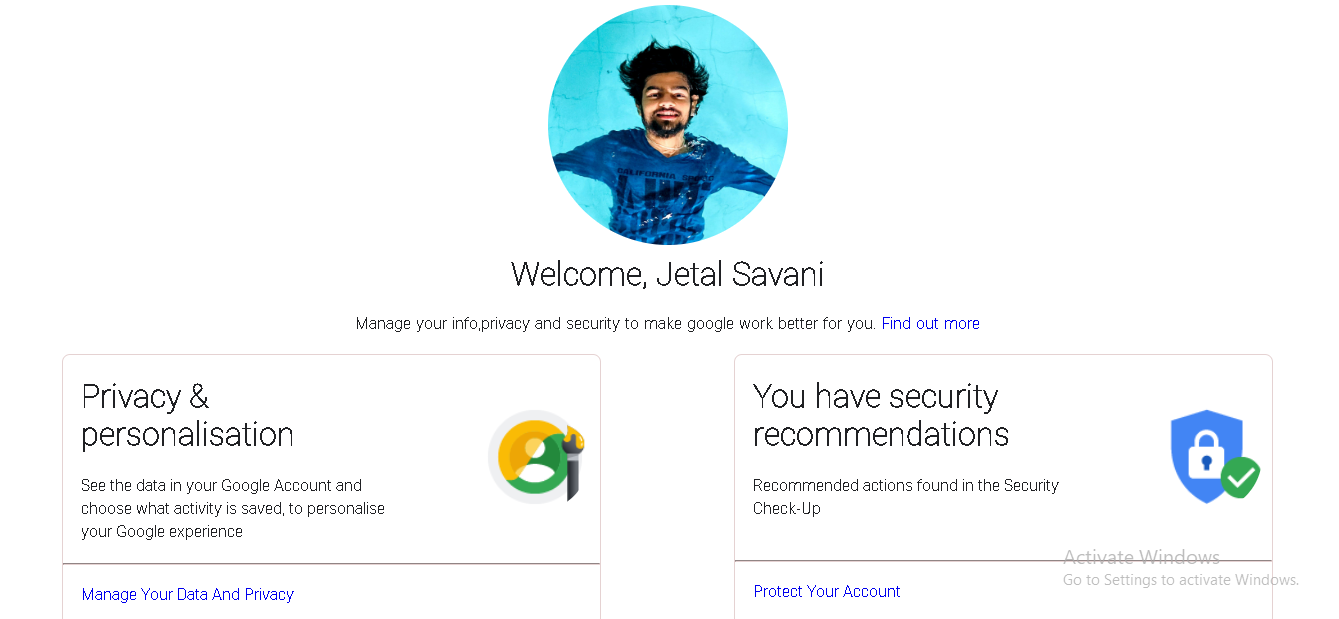 CALIFORNIA
Welcome, Jetal Savani
Manage your info,privacy and security to make google work better for you. Find out more
Privacy &
personalisation
See the data in your Google Account and
choose what activity is saved, to personalise
your Google experience
Manage Your Data And Privacy
You have security
recommendations
Recommended actions found in the Security
Check-Up
Protect Your Account
Activate Windows
Go to Settings to activate Windows.